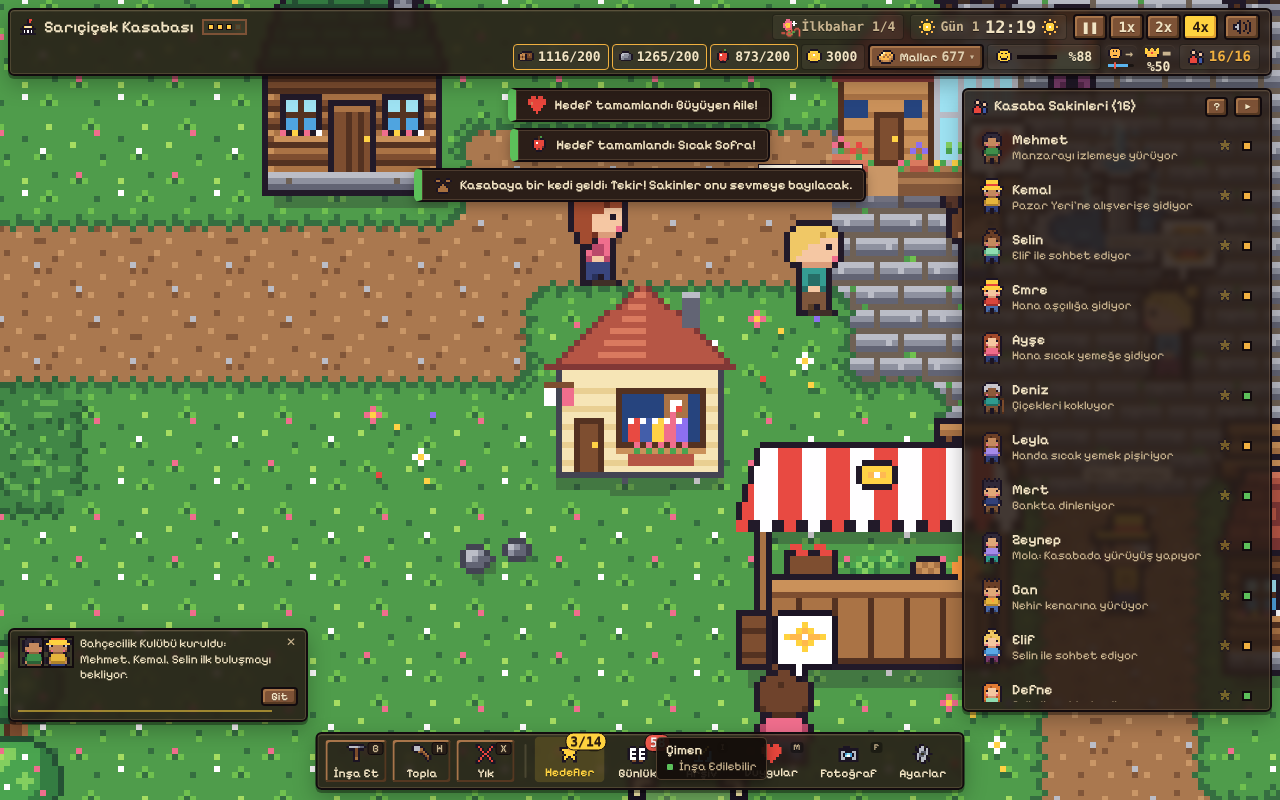 Sarıçiçek Kasabası
İlkbahar 1/4
Gün 1 12:19
1x
2x
4x
1116/200
1265/200
873/200
3000
Mallar 677
%88
%50
16/16
Hedef tamamlandı: Büyüyen Aile!
Hedef tamamlandı: Sıcak Sofra!
Kasabaya bir kedi geldi: Tekir! Sakinler onu sevmeye bayılacak.
Kasaba Sakinleri (16)
?
Mehmet
Manzarayı izlemeye yürüyor
Kemal
Pazar Yeri'ne alışverişe gidiyor
Selin
Elif ile sohbet ediyor
Emre
Hana aşçılığa gidiyor
Ayşe
Hana sıcak yemeğe gidiyor
Deniz
Çiçekleri kokluyor
Leyla
Handa sıcak yemek pişiriyor
Mert
Bankta dinleniyor
Zeynep
Mola: Kasabada yürüyüş yapıyor
Can
Nehir kenarına yürüyor
Elif
Selin ile sohbet ediyor
Defne
Bahçecilik Kulübü kuruldu:
Mehmet, Kemal, Selin ilk buluşmayı
bekliyor.
Git
İnşa Et B
Topla H
Yık X
Hedefler 3/14
Günlük 5
M
Fotoğraf F
Ayarlar
Çimen
İnşa Edilebilir